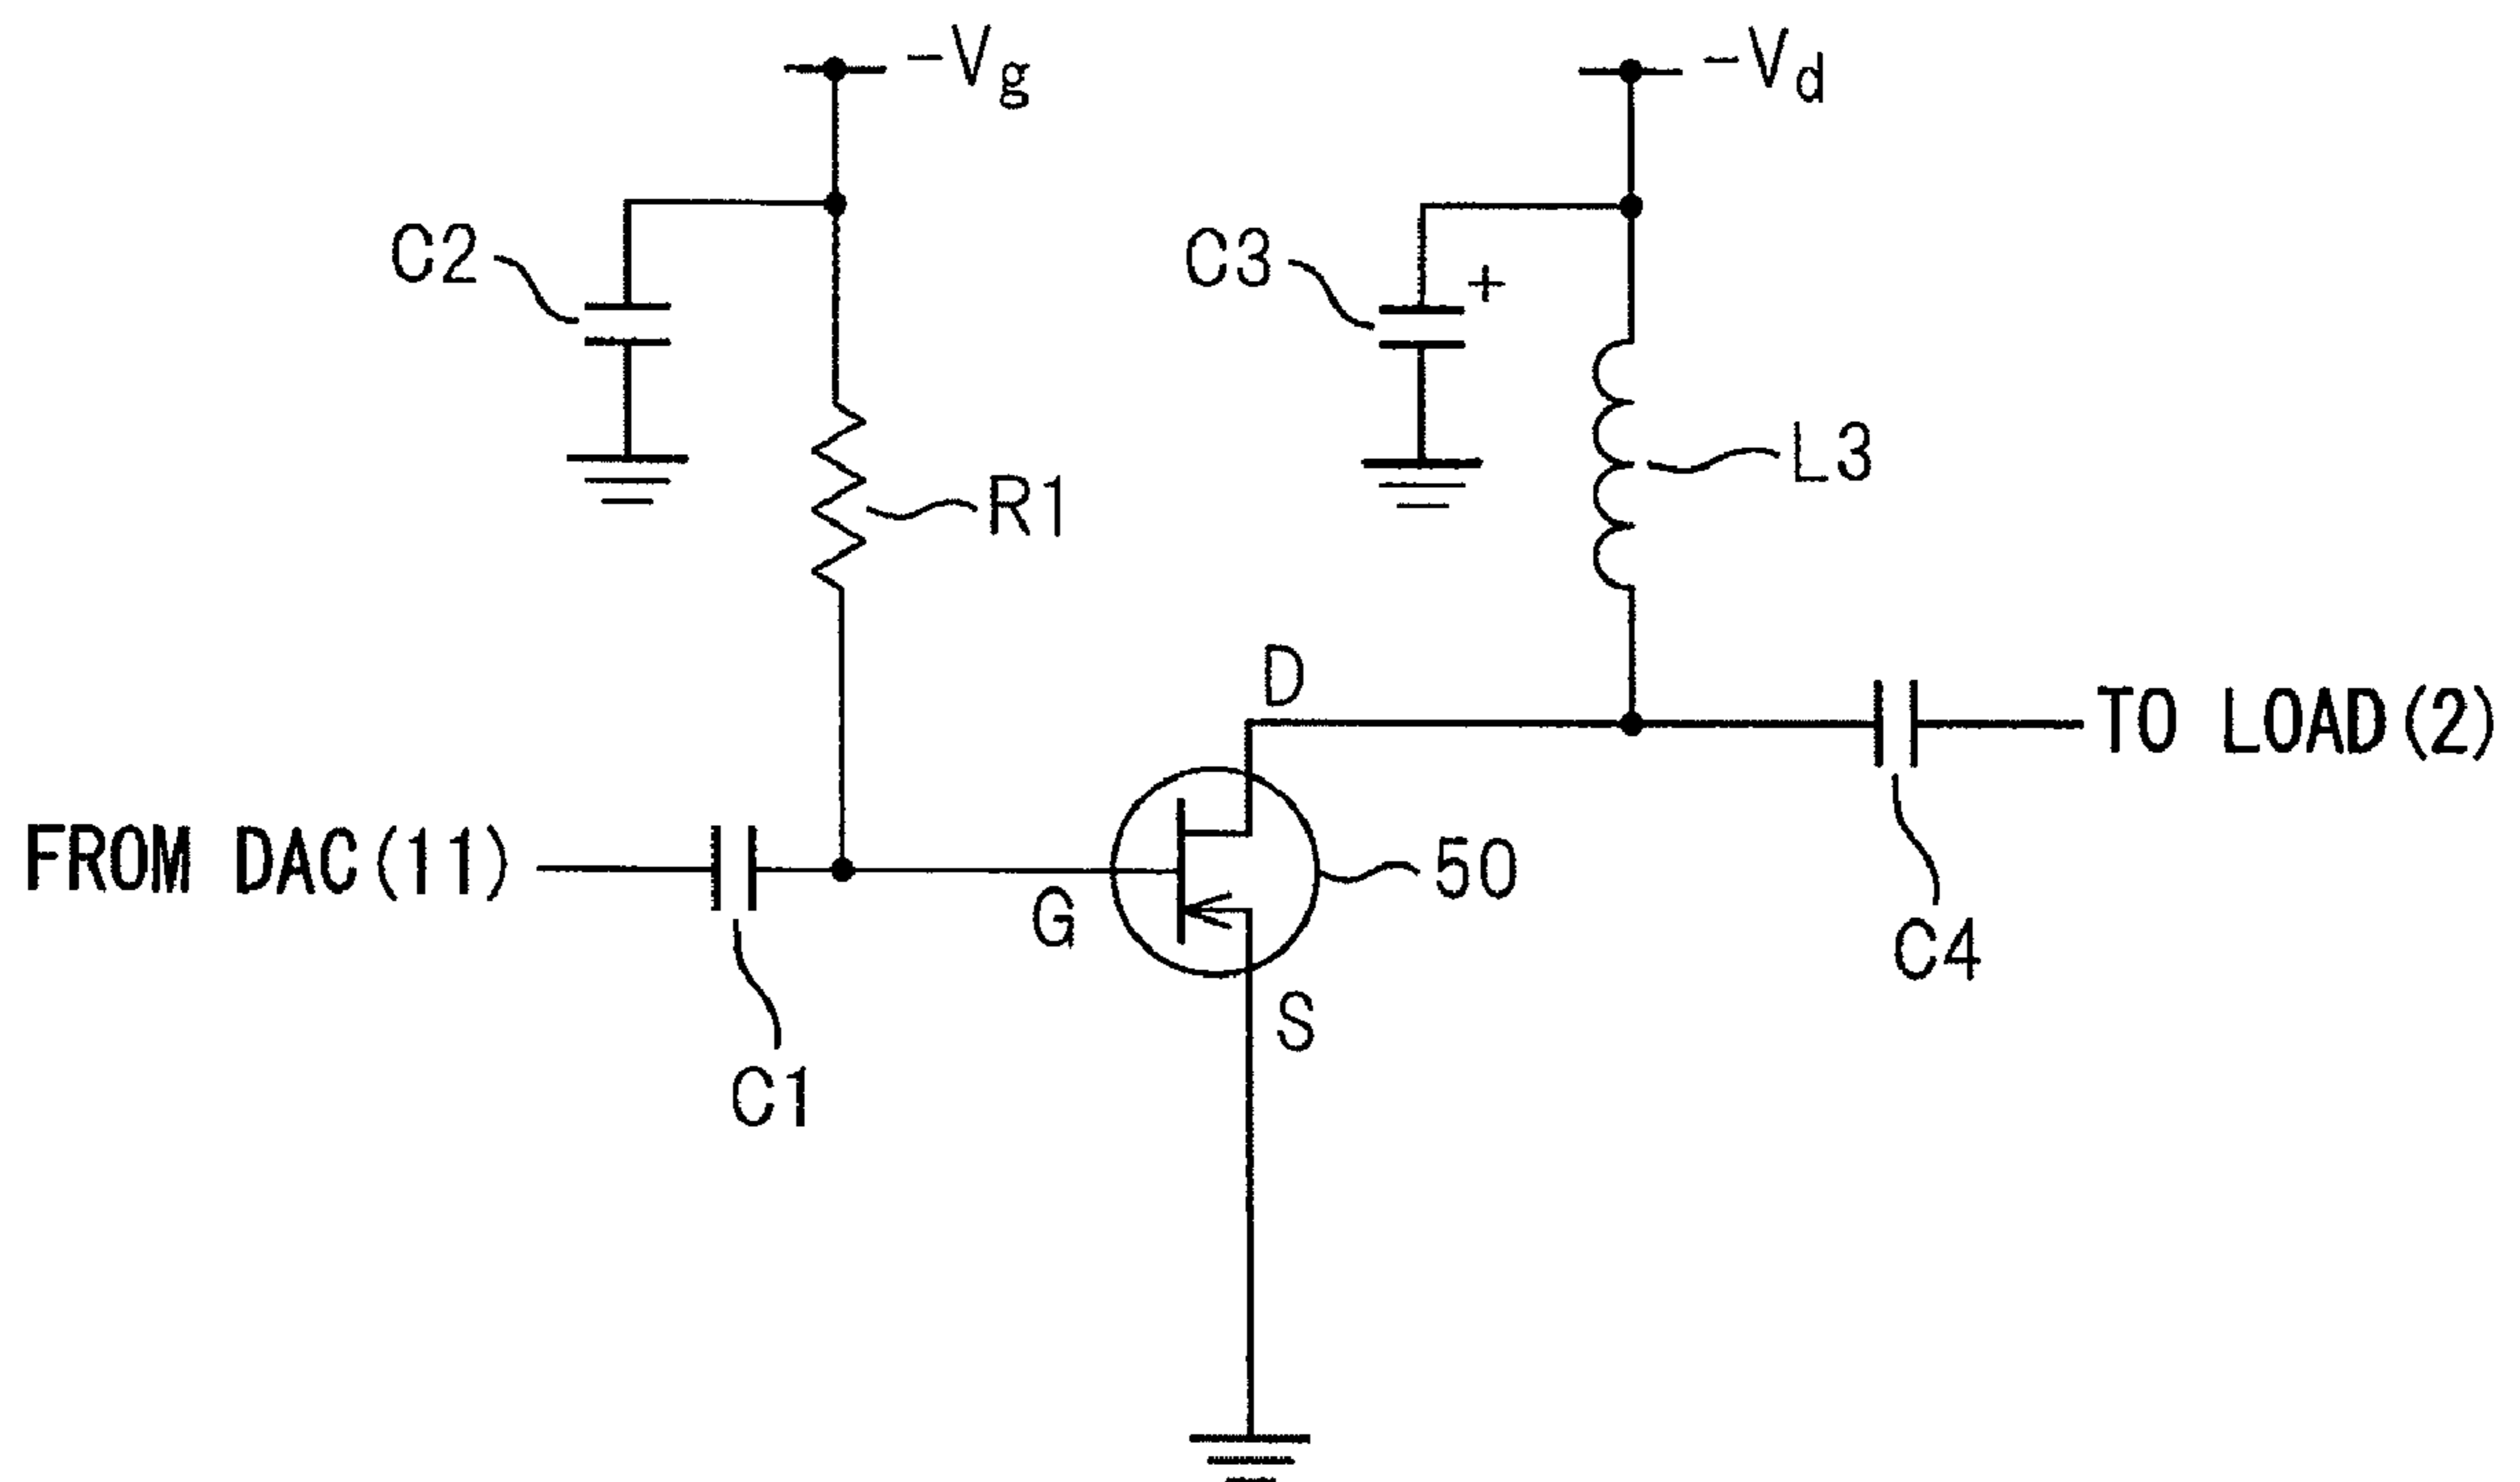 -Vg
-Vd
C2
C3
+
R1
L3
D
TO LOAD(2)
FROM DAC(11)
G
50
S
C1
C4